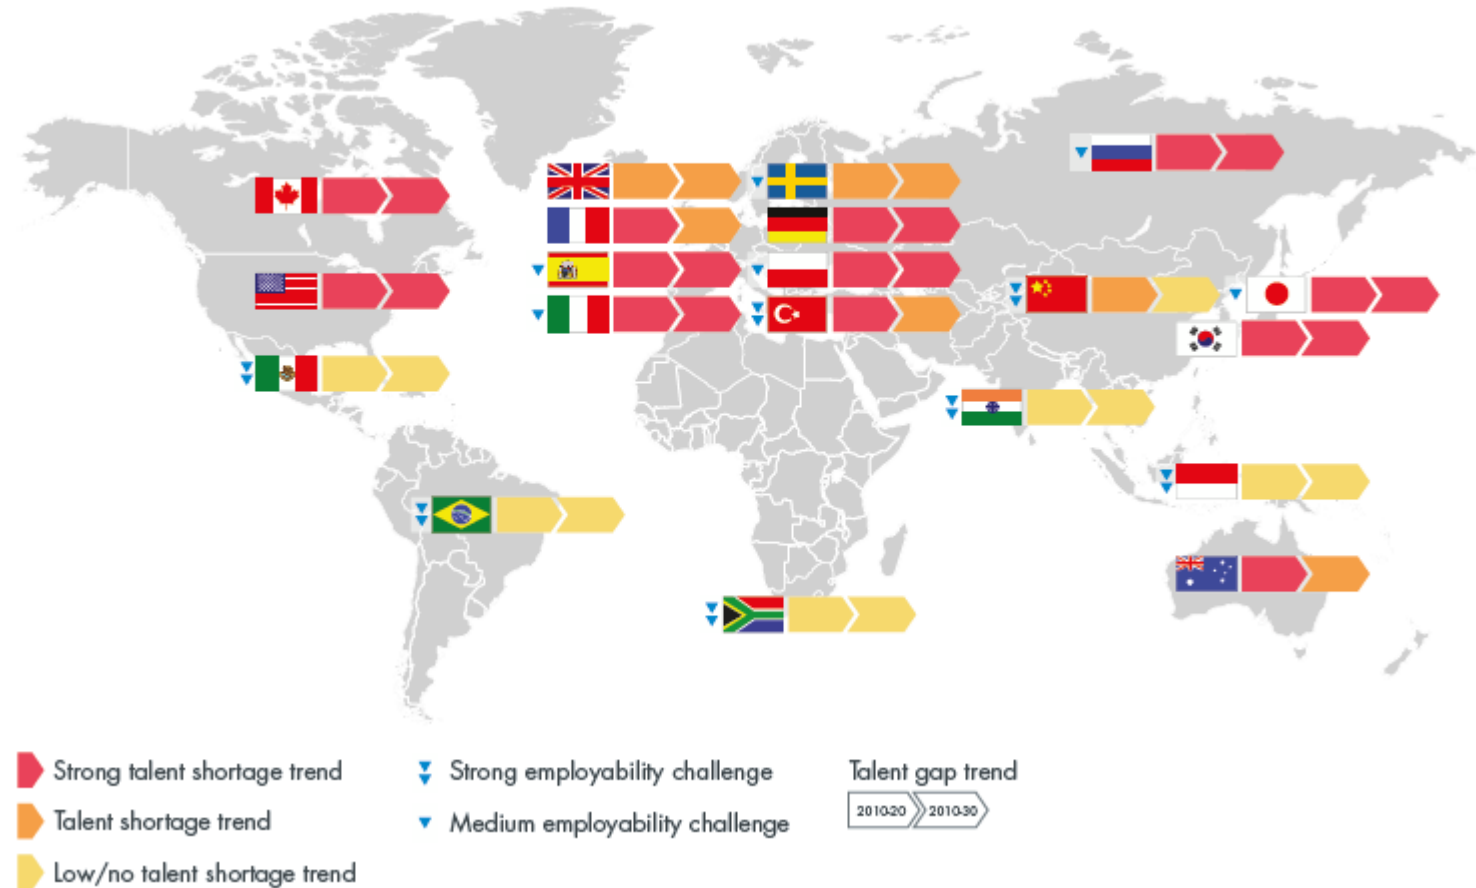 Strong talent shortage trend
Talent shortage trend
Low/no talent shortage trend
Strong employability challenge
Medium employability challenge
Talent gap trend
2010-20 2010-30